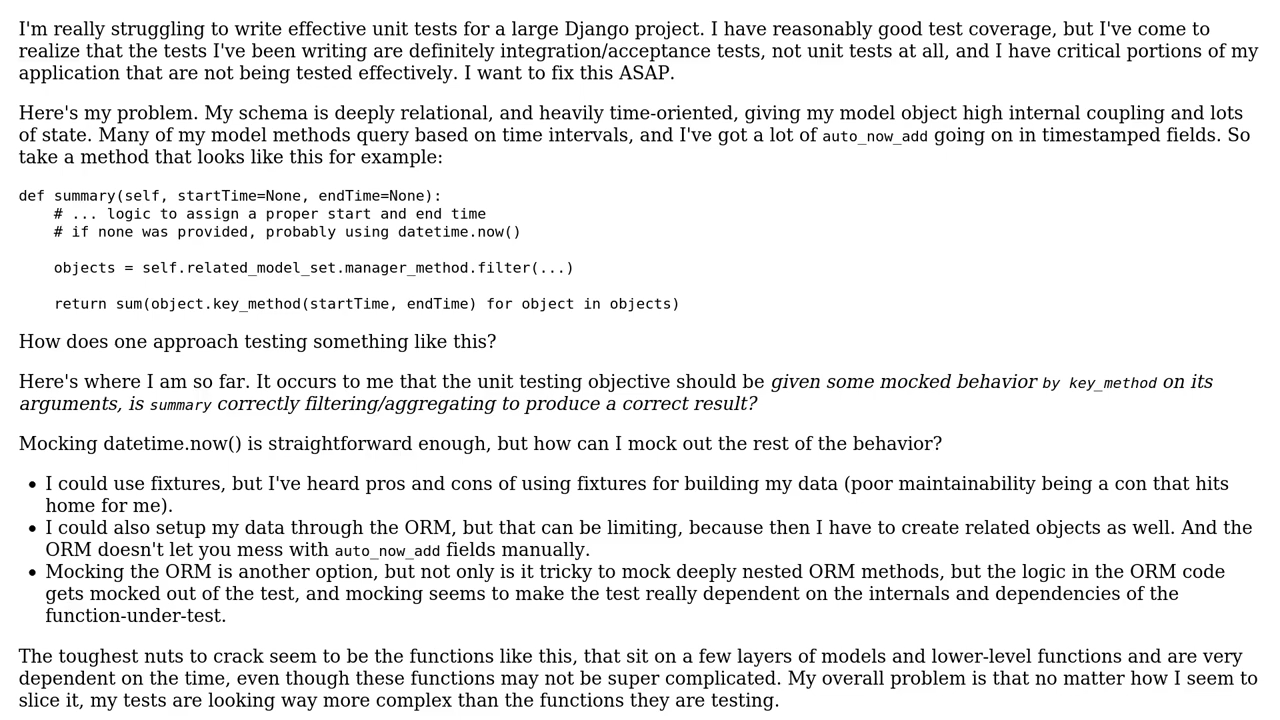 I'm really struggling to write effective unit tests for a large Django project. I have reasonably good test coverage, but I've come to
realize that the tests I've been writing are definitely integration/acceptance tests, not unit tests at all, and I have critical portions of my
application that are not being tested effectively. I want to fix this ASAP.
Here's my problem. My schema is deeply relational, and heavily time-oriented, giving my model object high internal coupling and lots
of state. Many of my model methods query based on time intervals, and I've got a lot of auto_now_add going on in timestamped fields. So
take a method that looks like this for example:
def summary(self, startTime=None, endTime=None):
    # ... logic to assign a proper start and end time
    # if none was provided, probably using datetime.now()
    objects = self.related_model_set.manager_method.filter(...)
    return sum(object.key_method(startTime, endTime) for object in objects)
How does one approach testing something like this?
Here's where I am so far. It occurs to me that the unit testing objective should be given some mocked behavior by key_method on its
arguments, is summary correctly filtering/aggregating to produce a correct result?
Mocking datetime.now() is straightforward enough, but how can I mock out the rest of the behavior?
• I could use fixtures, but I've heard pros and cons of using fixtures for building my data (poor maintainability being a con that hits
home for me).
• I could also setup my data through the ORM, but that can be limiting, because then I have to create related objects as well. And the
ORM doesn't let you mess with auto_now_add fields manually.
• Mocking the ORM is another option, but not only is it tricky to mock deeply nested ORM methods, but the logic in the ORM code
gets mocked out of the test, and mocking seems to make the test really dependent on the internals and dependencies of the
function-under-test.
The toughest nuts to crack seem to be the functions like this, that sit on a few layers of models and lower-level functions and are very
dependent on the time, even though these functions may not be super complicated. My overall problem is that no matter how I seem to
slice it, my tests are looking way more complex than the functions they are testing.